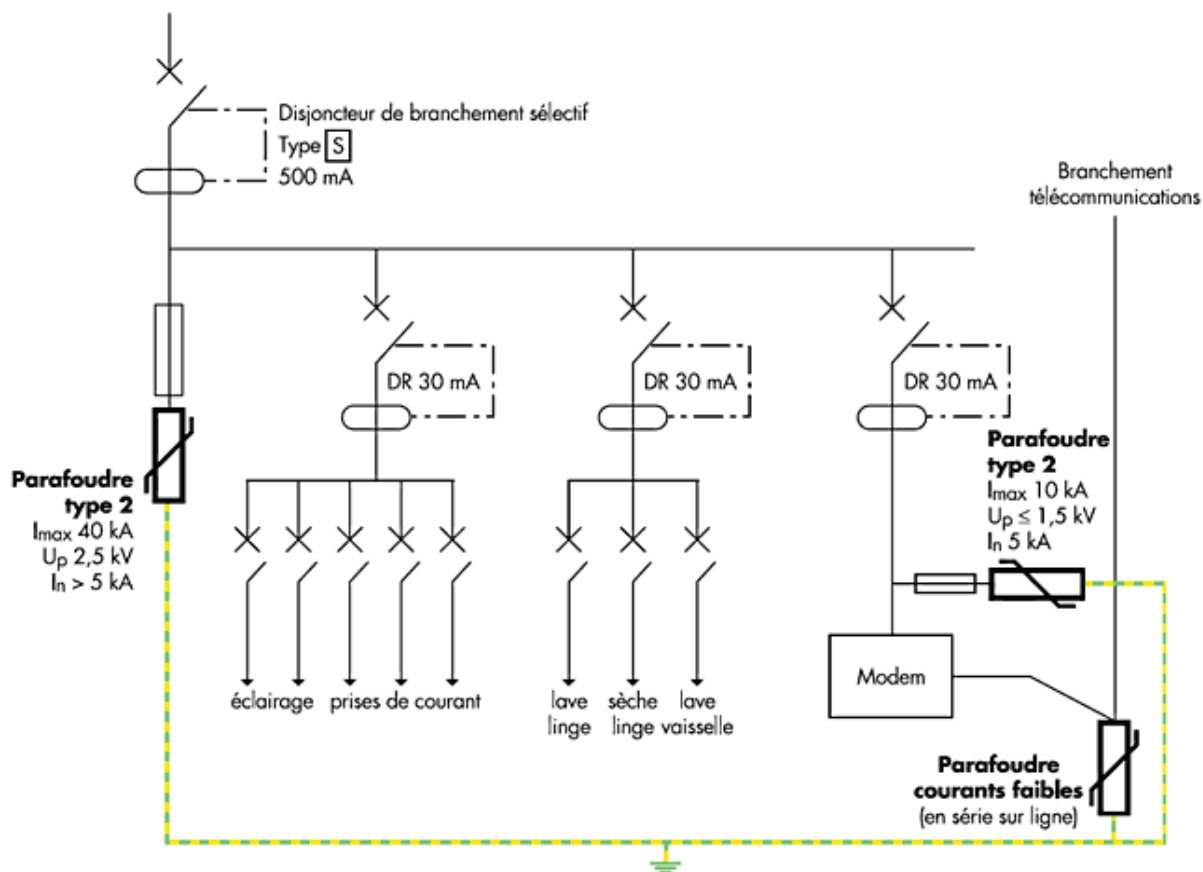 Disjoncteur de branchement sélectif
Type S
500 mA
Branchement
télécommunications
DR 30 mA
DR 30 mA
DR 30 mA
Parafoudre
type 2
Imax 40 kA
Up 2,5 kV
In > 5 kA
Parafoudre
type 2
Imax 10 kA
Up ≤ 1,5 kV
In 5 kA
éclairage
prises de courant
lave
linge
sèche
linge
lave
vaisselle
Modem
Parafoudre
courants faibles
(en série sur ligne)